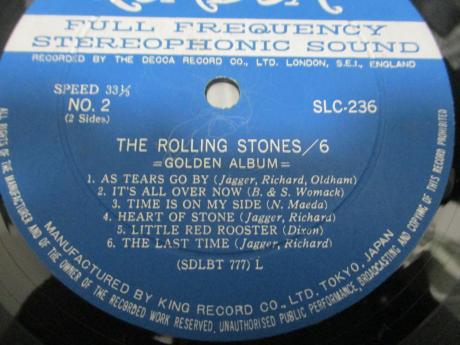 FULL FREQUENCY
STEREOPHONIC SOUND
RECORDED BY THE DECCA RECORD CO., LTD. LONDON, S.E.I., ENGLAND
SPEED 33⅓
NO. 2
(2 Sides)
SLC-236
THE ROLLING STONES/6
=GOLDEN ALBUM=
1. AS TEARS GO BY (Jagger, Richard, Oldham)
2. IT'S ALL OVER NOW (B. & S. Womack)
3. TIME IS ON MY SIDE (N. Maeda)
4. HEART OF STONE (Jagger, Richard)
5. LITTLE RED ROOSTER (Dixon)
6. THE LAST TIME (Jagger, Richard)
(SDLBT 777) L
MANUFACTURED BY KING RECORD CO., LTD. TOKYO, JAPAN
ALL RIGHTS OF THE MANUFACTURER AND OF THE OWNER OF THE RECORDED WORK RESERVED, UNAUTHORISED PUBLIC PERFORMANCE, BROADCASTING AND COPYING OF THIS RECORD PROHIBITED